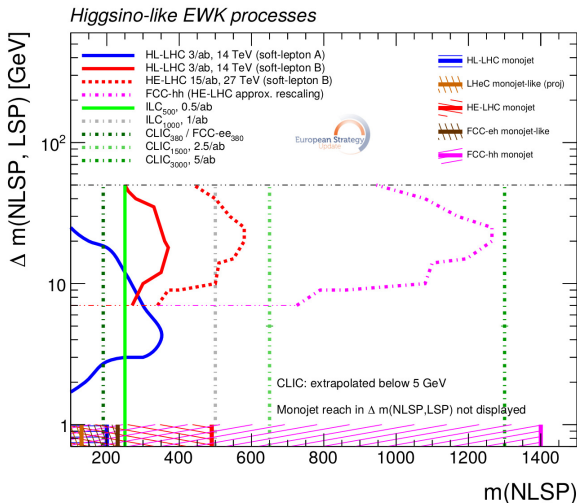 Higgsino-like EWK processes
HL-LHC 3/ab, 14 TeV (soft-lepton A)
HL-LHC 3/ab, 14 TeV (soft-lepton B)
HE-LHC 15/ab, 27 TeV (soft-lepton B)
FCC-hh (HE-LHC approx. rescaling)
ILC500, 0.5/ab
ILC1000, 1/ab
CLIC380 / FCC-ee380
CLIC1500, 2.5/ab
CLIC3000, 5/ab
HL-LHC monojet
LHeC monojet-like (proj)
HE-LHC monojet
FCC-eh monojet-like
FCC-hh monojet
European Strategy
Update
Δ m(NLSP, LSP) [GeV]
10²
10
1
CLIC: extrapolated below 5 GeV
Monojet reach in Δ m(NLSP,LSP) not displayed
200 400 600 800 1000 1200 1400
m(NLSP)